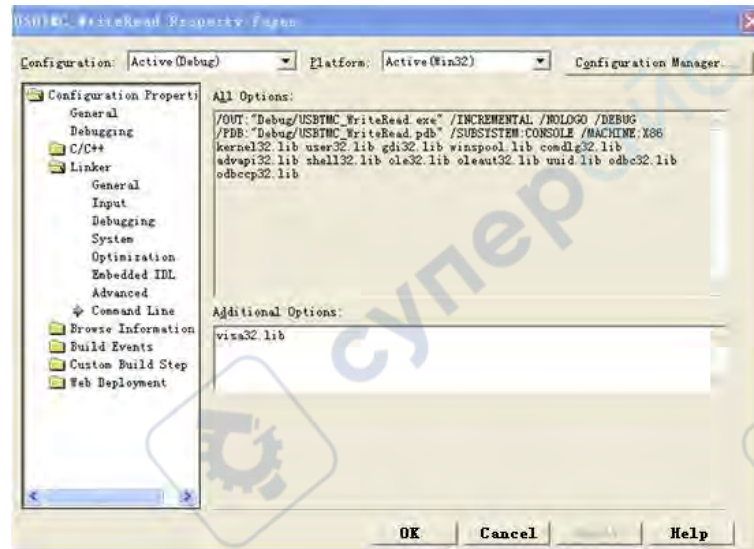 USBTMC_WriteRead Property Pages
Configuration: Active(Debug) Platform: Active(Win32) Configuration Manager...
Configuration Properti
General
Debugging
C/C++
Linker
General
Input
Debugging
System
Optimization
Embedded IDL
Advanced
Command Line
Browse Information
Build Events
Custom Build Step
Web Deployment
All Options:
/OUT:"Debug/USBTMC_WriteRead.exe" /INCREMENTAL /NOLOGO /DEBUG
/PDB:"Debug/USBTMC_WriteRead.pdb" /SUBSYSTEM:CONSOLE /MACHINE:X86
kernel32.lib user32.lib gdi32.lib winspool.lib comdlg32.lib
advapi32.lib shell32.lib ole32.lib oleaut32.lib uuid.lib odbc32.lib
odbccp32.lib
Additional Options:
visa32.lib
OK Cancel Help
суперайс